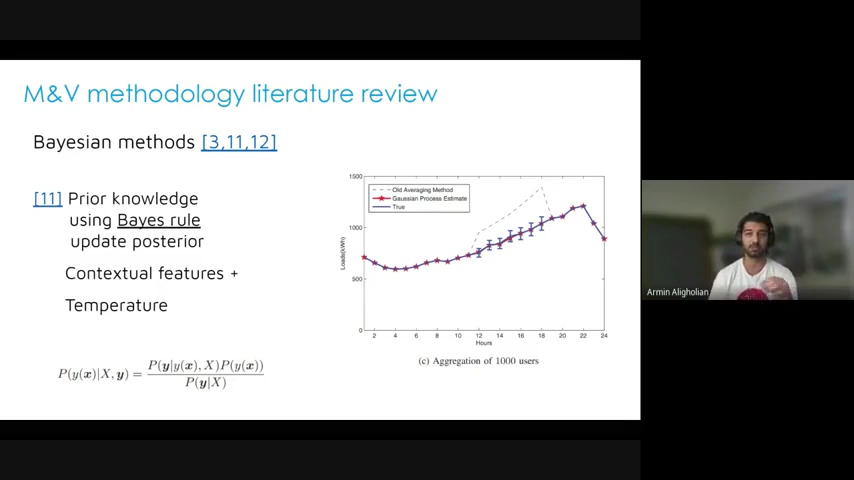 M&V methodology literature review
Bayesian methods [3,11,12]
[11] Prior knowledge
using Bayes rule
update posterior
Contextual features +
Temperature
P(y(x)|X, y) = P(y|y(x), X)P(y(x)) / P(y|X)
1500
1000
500
0
Loads(kWh)
Old Averaging Method
Gaussian Process Estimate
True
2 4 6 8 10 12 14 16 18 20 22 24
Hours
(c) Aggregation of 1000 users
Armin Aligholian